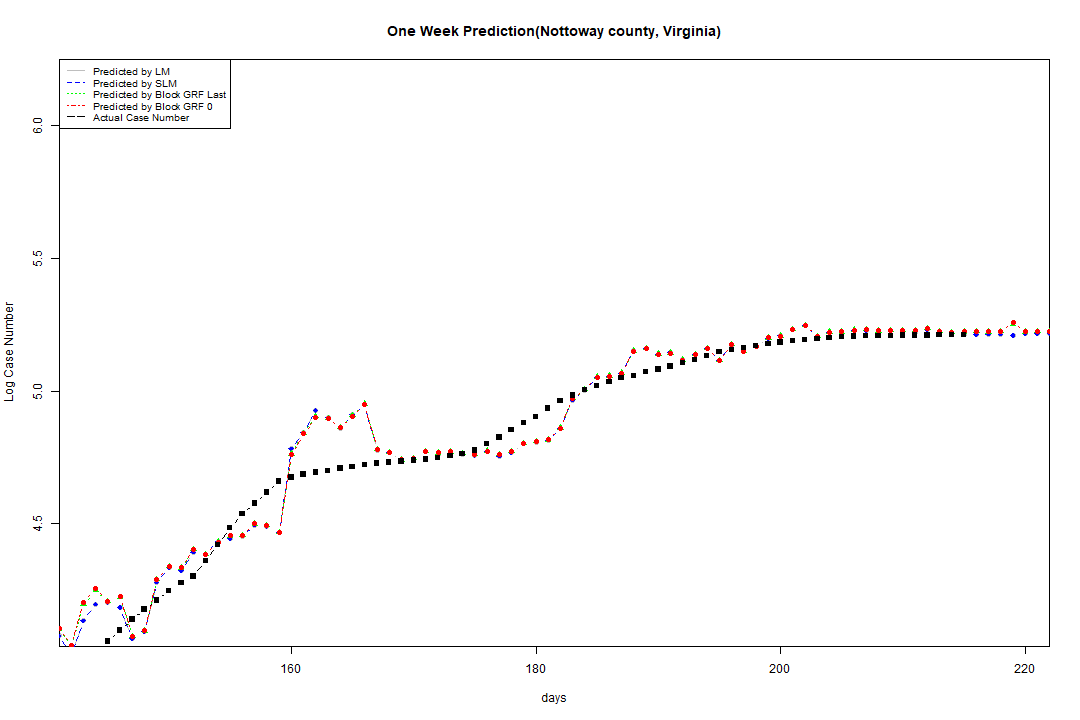 One Week Prediction(Nottoway county, Virginia)
Predicted by LM
Predicted by SLM
Predicted by Block GRF Last
Predicted by Block GRF 0
Actual Case Number
6.0
5.5
5.0
4.5
Log Case Number
160
180
200
220
days